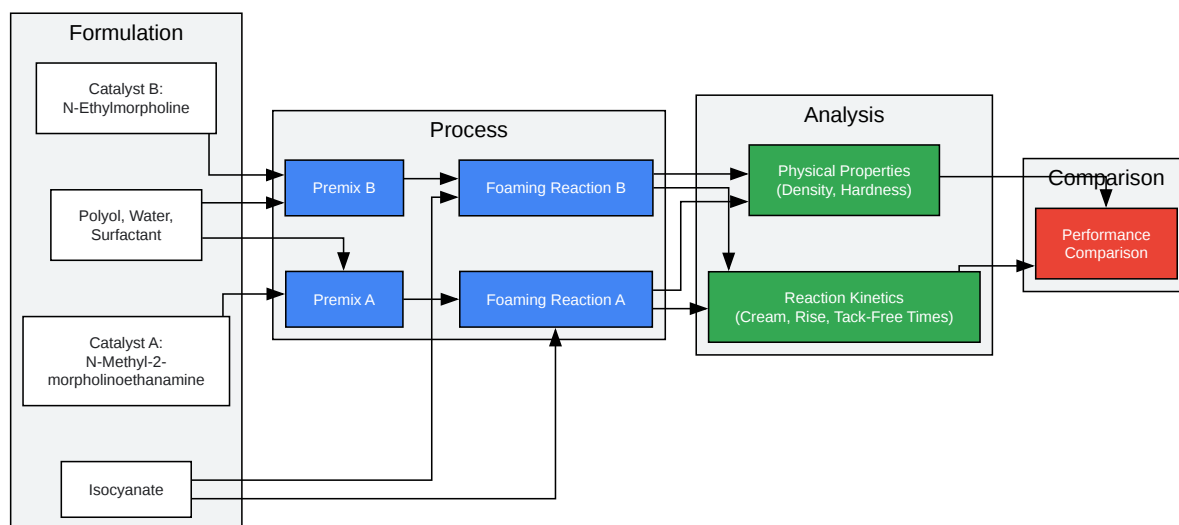 Formulation
Catalyst B:
N-Ethylmorpholine
Polyol, Water,
Surfactant
Catalyst A:
N-Methyl-2-
morpholinoethanamine
Isocyanate
Process
Premix B
Foaming Reaction B
Premix A
Foaming Reaction A
Analysis
Physical Properties
(Density, Hardness)
Reaction Kinetics
(Cream, Rise, Tack-Free Times)
Comparison
Performance
Comparison